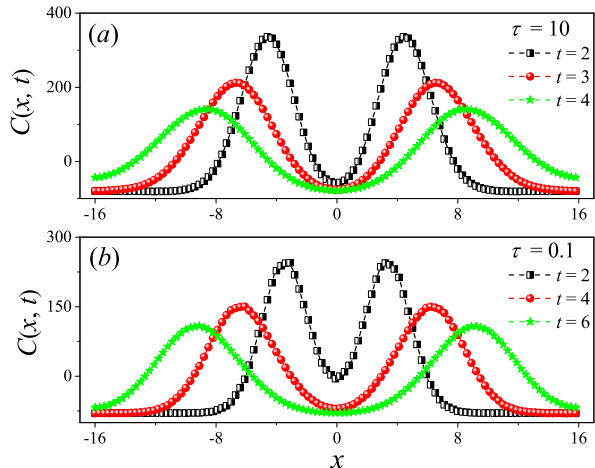 400
(a)
τ = 10
t = 2
t = 3
t = 4
200
0
C(x, t)
-16 -8 0 8 16
300
(b)
τ = 0.1
t = 2
t = 4
t = 6
150
0
C(x, t)
-16 -8 0 8 16
x